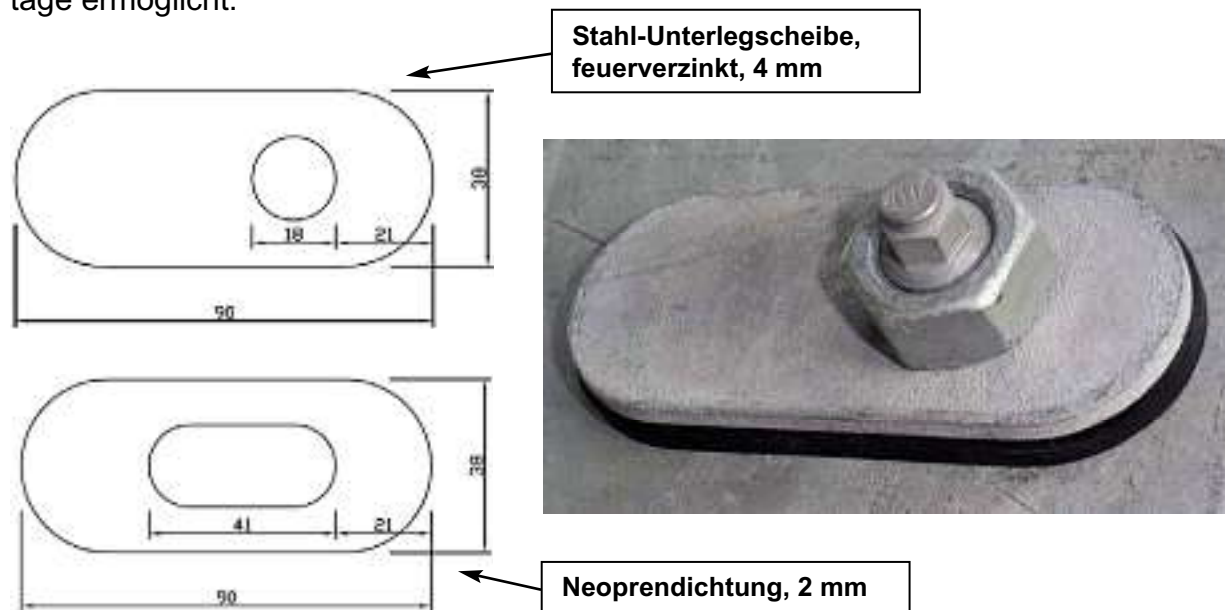 tage ermöglicht.
Stahl-Unterlegscheibe,
feuerverzinkt, 4 mm
38
18
21
90
38
41
21
90
Neoprendichtung, 2 mm